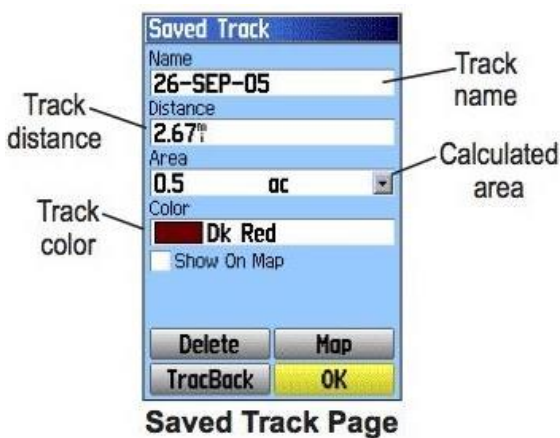 Saved Track
Name
26-SEP-05
Track
name
Distance
Track
distance
2.67 mi
Area
0.5 ac
Calculated
area
Color
Track
color
Dk Red
Show On Map
Delete Map
TracBack OK
Saved Track Page